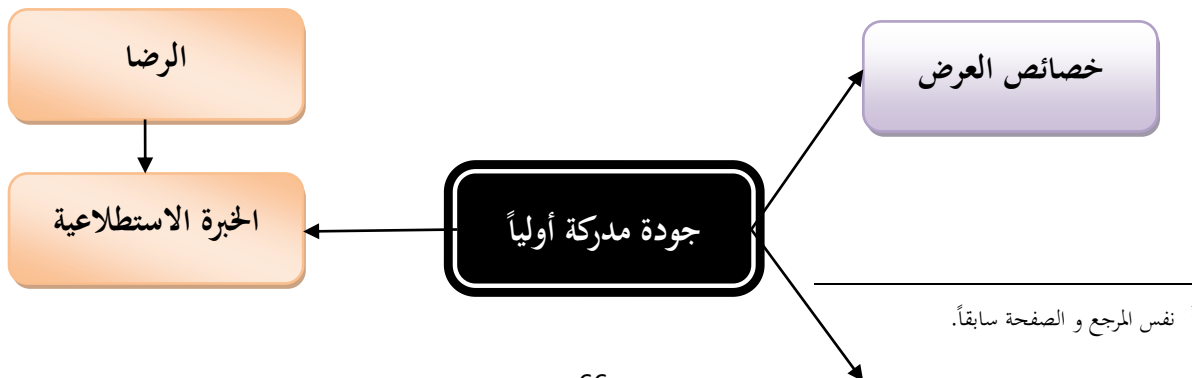 خصائص العرض
الرضا
جودة مدركة أولياً
الخبرة الاستطلاعية
نفس المرجع و الصفحة سابقاً.